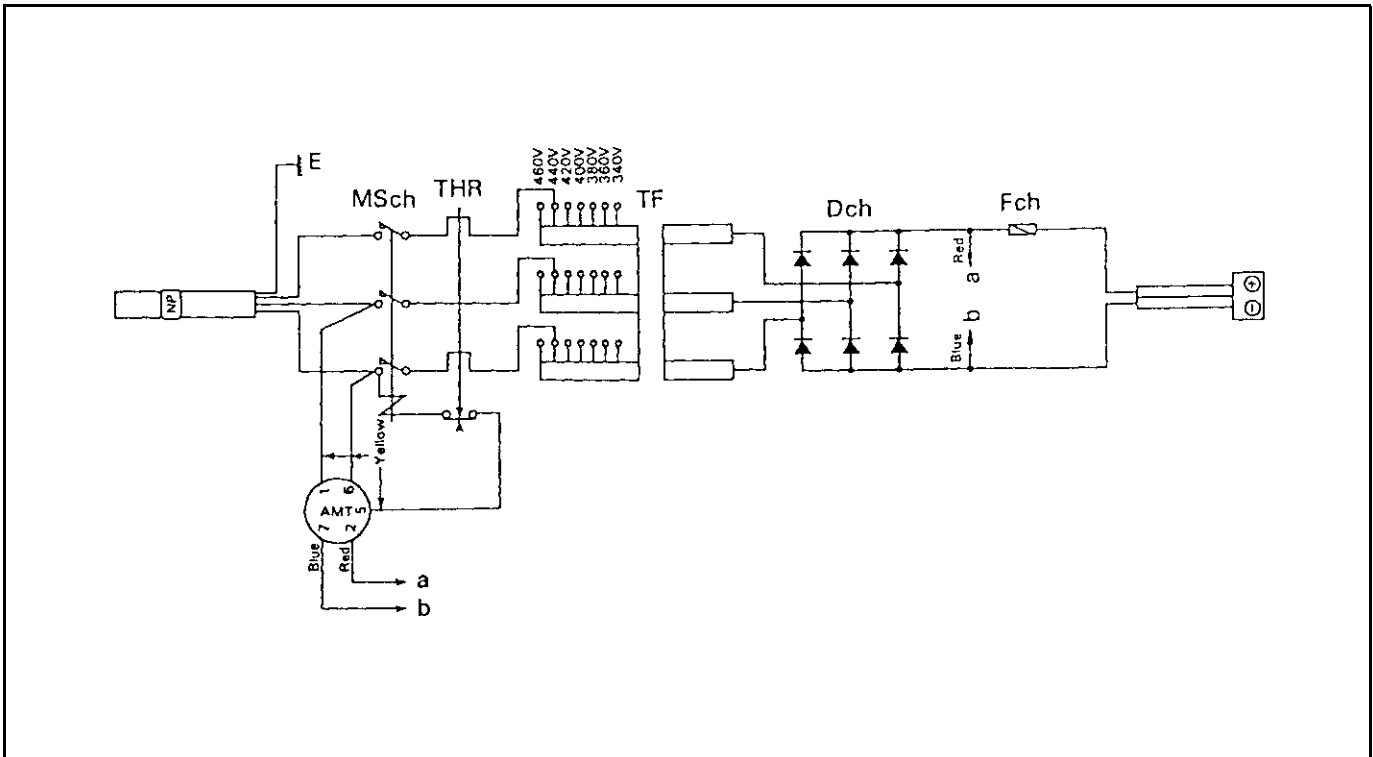 E
MSch
THR
460V
440V
420V
400V
380V
360V
340V
TF
Dch
Fch
NP
Red
a
b
Blue
⊕
⊖
Yellow
1
6
AMT
5
7
2
Blue
Red
a
b